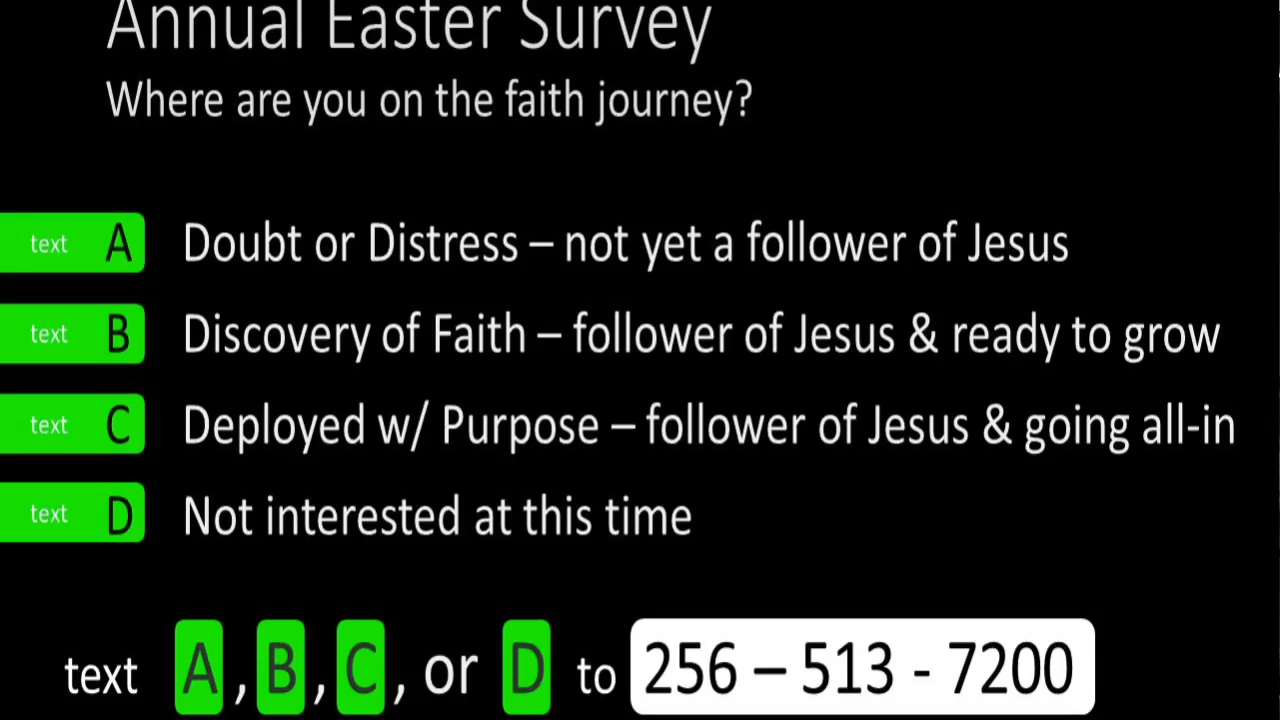 Annual Easter Survey
Where are you on the faith journey?
text A Doubt or Distress – not yet a follower of Jesus
text B Discovery of Faith – follower of Jesus & ready to grow
text C Deployed w/ Purpose – follower of Jesus & going all-in
text D Not interested at this time
text A , B , C , or D to 256 – 513 - 7200